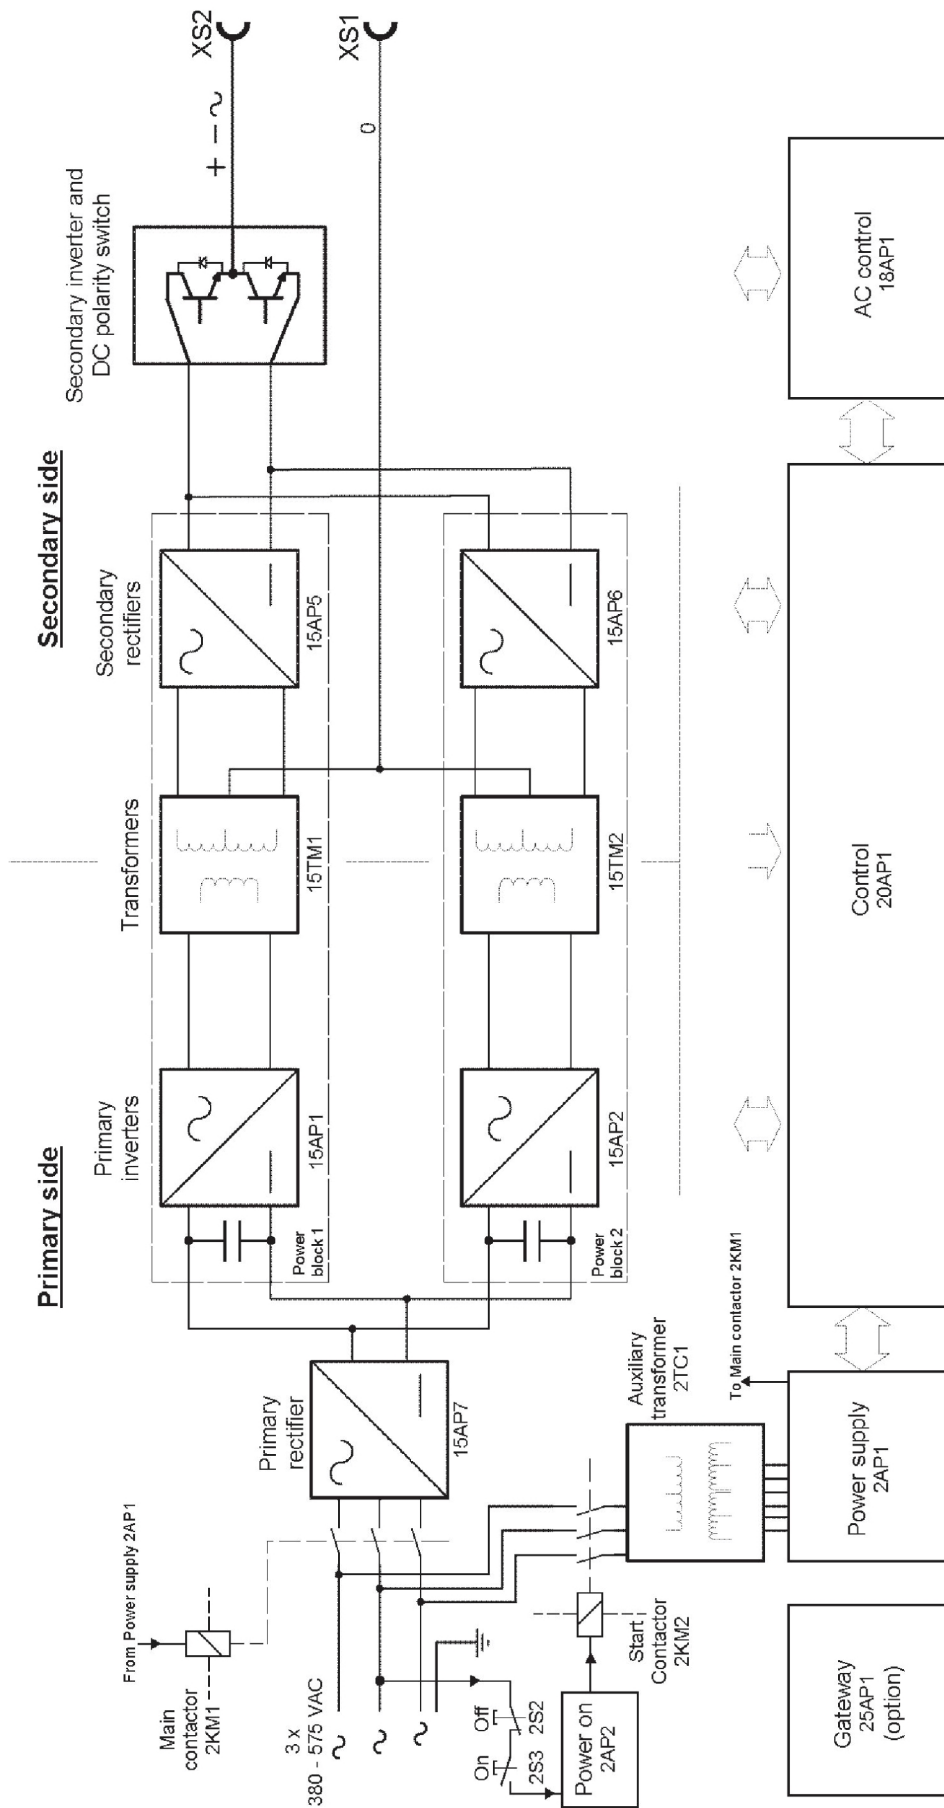 Primary side
Secondary side
From Power supply 2AP1
Main
contactor
2KM1
3 x
380 - 575 VAC
Primary
rectifier
15AP7
Primary
inverters
15AP1
Power
block 1
Transformers
15TM1
Secondary
rectifiers
15AP5
Secondary inverter and
DC polarity switch
+ − ~
XS2
0
XS1
15AP2
Power
block 2
15TM2
15AP6
On
2S3
Off
2S2
Power on
2AP2
Start
Contactor
2KM2
Auxiliary
transformer
2TC1
To Main contactor 2KM1
Gateway
25AP1
(option)
Power supply
2AP1
Control
20AP1
AC control
18AP1